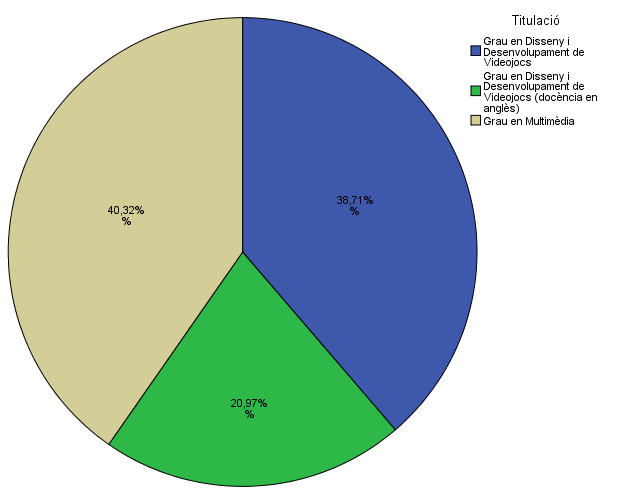 Titulació
Grau en Disseny i
Desenvolupament de
Videojocs
Grau en Disseny i
Desenvolupament de
Videojocs (docència en
anglès)
Grau en Multimèdia
40,32%
%
38,71%
%
20,97%
%